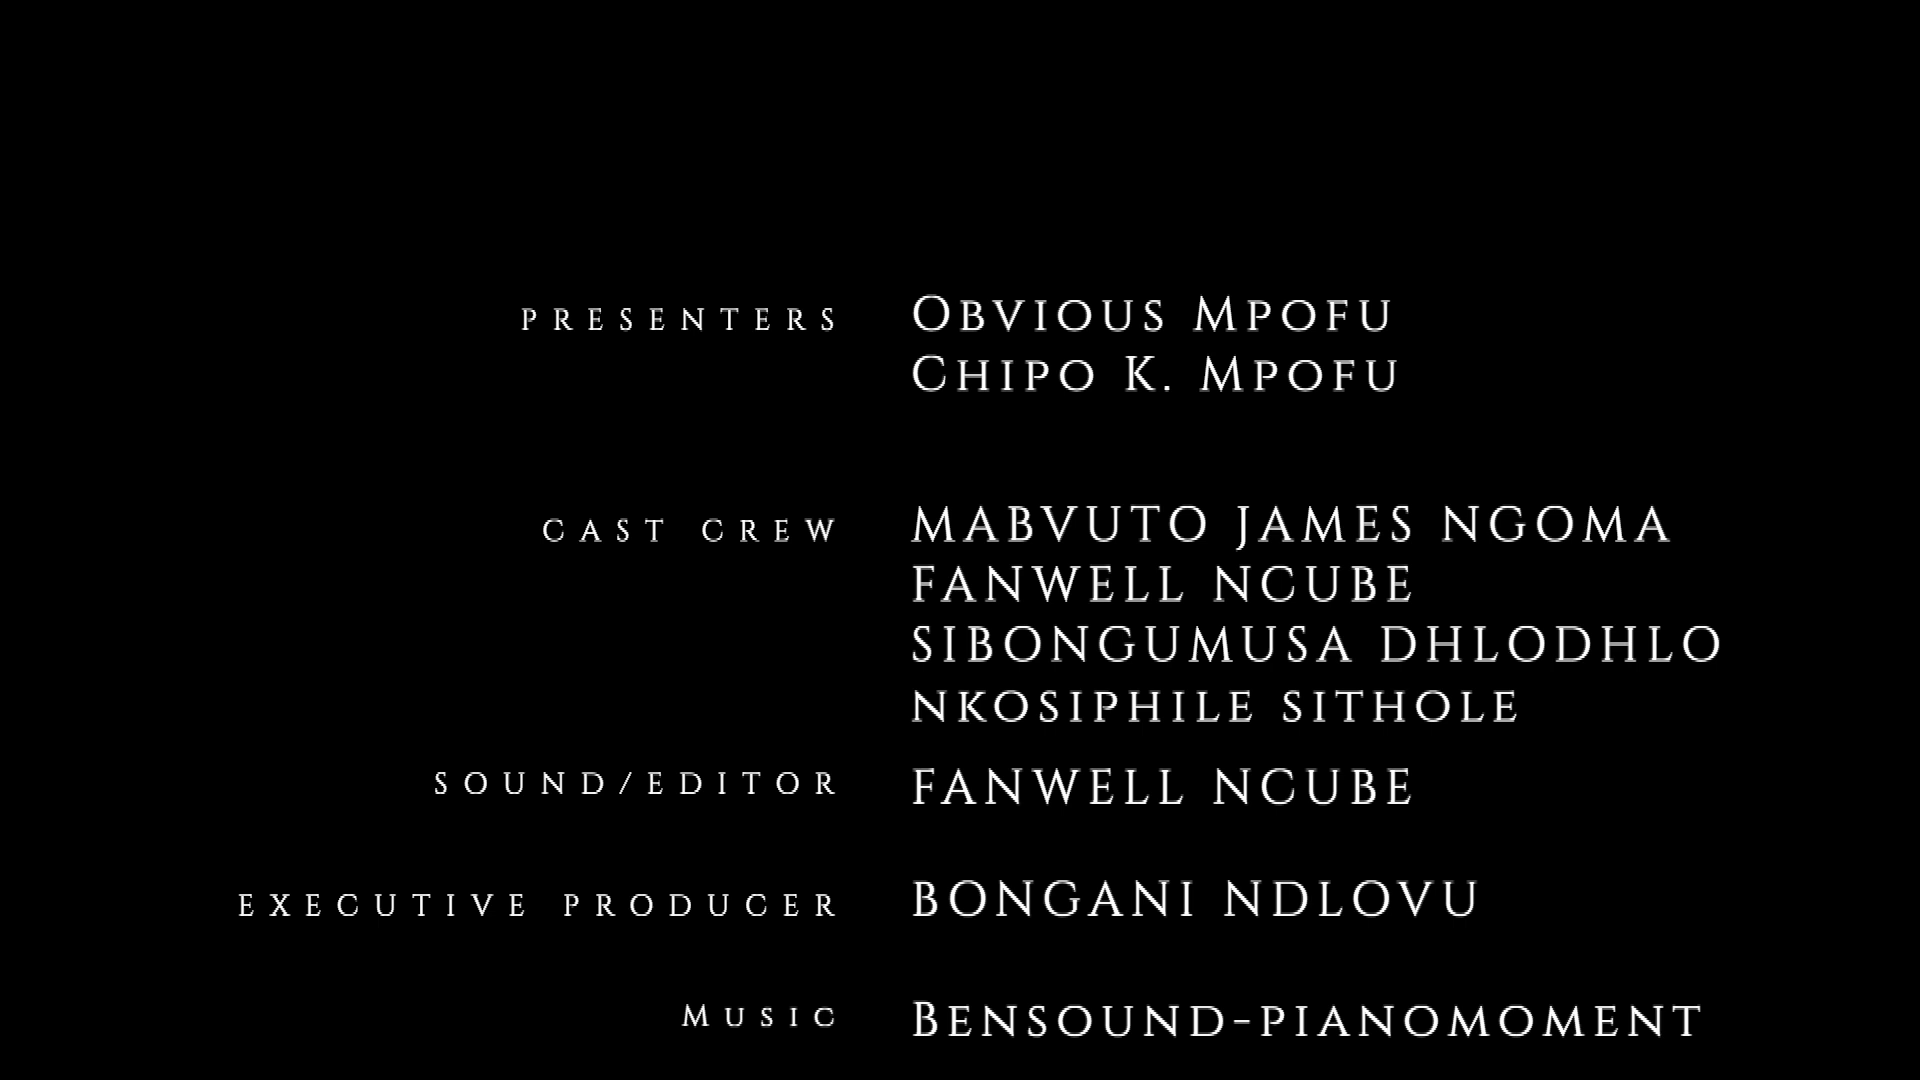 PRESENTERS Obvious Mpofu
Chipo K. Mpofu
CAST CREW MABVUTO JAMES NGOMA
FANWELL NCUBE
SIBONGUMUSA DHLODHLO
nkosiphile sithole
SOUND/EDITOR FANWELL NCUBE
EXECUTIVE PRODUCER BONGANI NDLOVU
Music Bensound-pianomoment